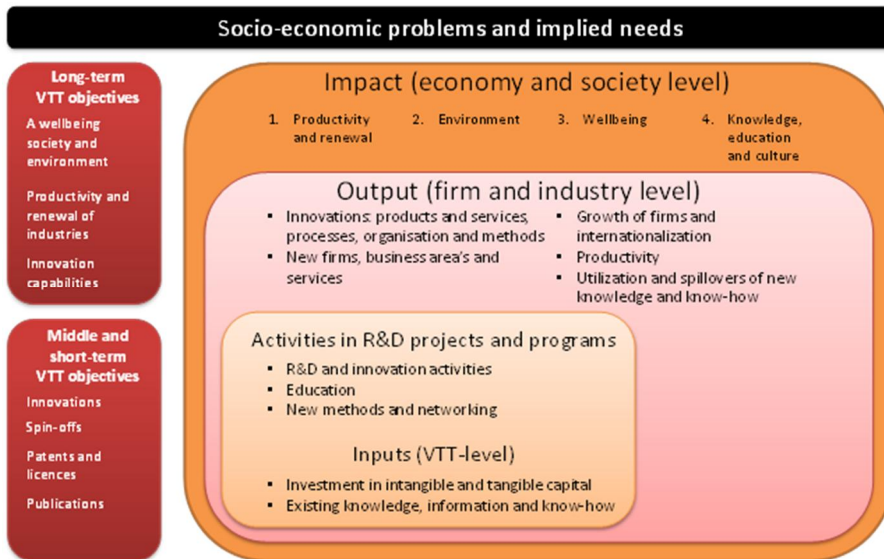 Socio-economic problems and implied needs
Long-term
VTT objectives
A wellbeing
society and
environment
Productivity and
renewal of
industries
Innovation
capabilities
Middle and
short-term
VTT objectives
Innovations
Spin-offs
Patents and
licences
Publications
Impact (economy and society level)
1. Productivity
and renewal
2. Environment
3. Wellbeing
4. Knowledge,
education
and culture
Output (firm and industry level)
▪ Innovations: products and services,
processes, organisation and methods
▪ New firms, business area's and
services
▪ Growth of firms and
internationalization
▪ Productivity
▪ Utilization and spillovers of new
knowledge and know-how
Activities in R&D projects and programs
▪ R&D and innovation activities
▪ Education
▪ New methods and networking
Inputs (VTT-level)
▪ Investment in intangible and tangible capital
▪ Existing knowledge, information and know-how